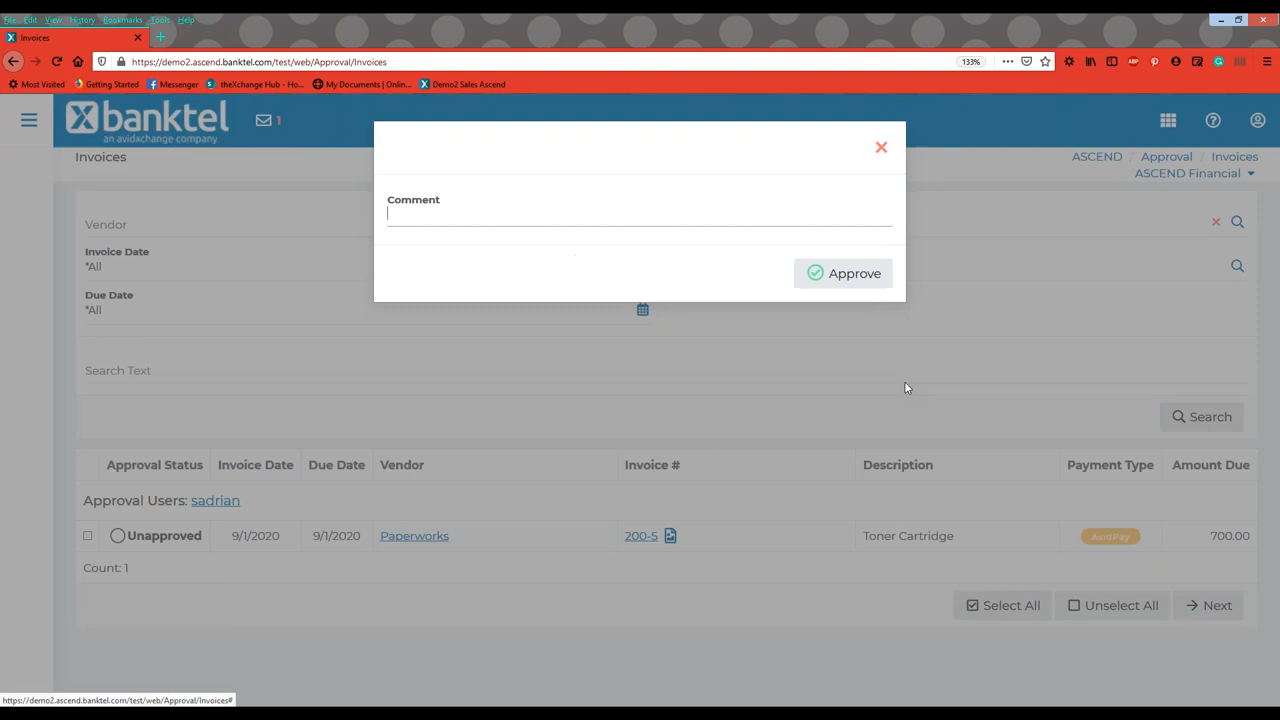 File Edit View History Bookmarks Tools Help
Invoices
https://demo2.ascend.banktel.com/test/web/Approval/Invoices
133%
Most Visited Getting Started Messenger theXchange Hub - Ho... My Documents | Onlin... Demo2 Sales Ascend
banktel
an avidxchange company
1
Invoices
ASCEND / Approval / Invoices
ASCEND Financial
Comment
Approve
Vendor
Invoice Date
*All
Due Date
*All
Search Text
Search
Approval Status Invoice Date Due Date Vendor Invoice # Description Payment Type Amount Due
Approval Users: sadrian
Unapproved 9/1/2020 9/1/2020 Paperworks 200-5 Toner Cartridge AvidPay 700.00
Count: 1
Select All Unselect All Next
https://demo2.ascend.banktel.com/test/web/Approval/Invoices#